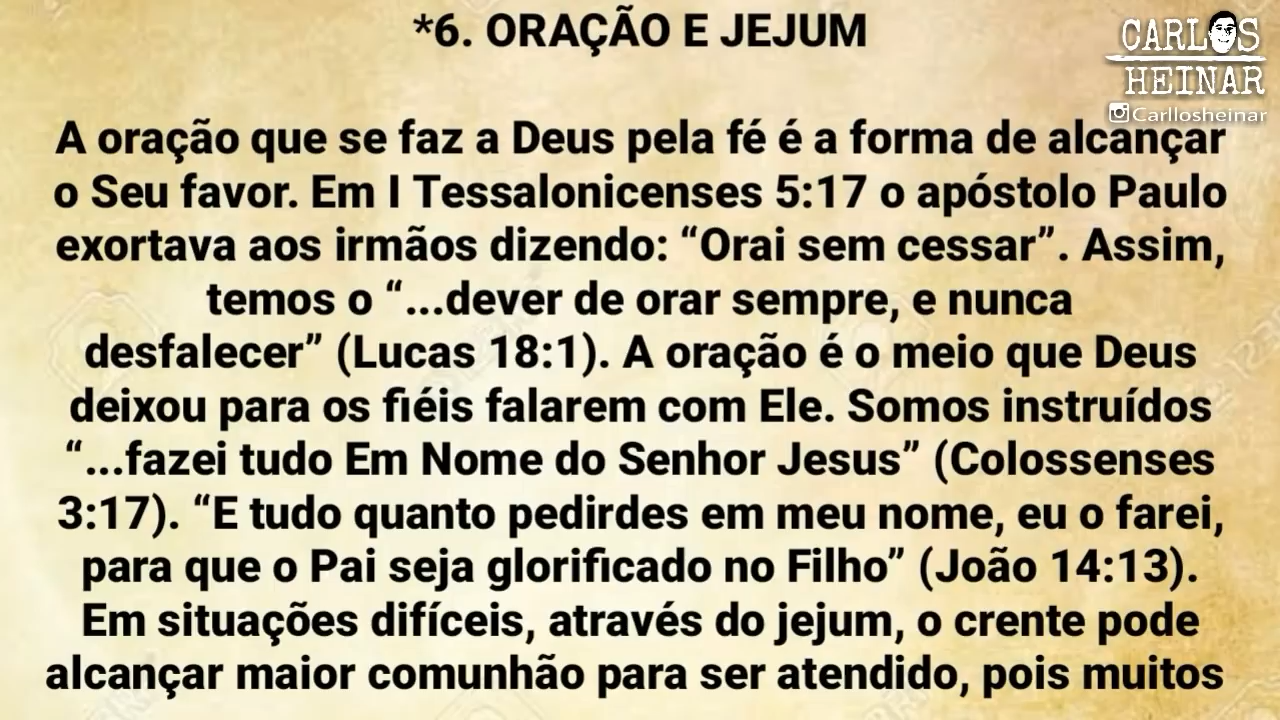 *6. ORAÇÃO E JEJUM
CARLOS
HEINAR
Carllosheinar
A oração que se faz a Deus pela fé é a forma de alcançar
o Seu favor. Em I Tessalonicenses 5:17 o apóstolo Paulo
exortava aos irmãos dizendo: “Orai sem cessar”. Assim,
temos o “...dever de orar sempre, e nunca
desfalecer” (Lucas 18:1). A oração é o meio que Deus
deixou para os fiéis falarem com Ele. Somos instruídos
“...fazei tudo Em Nome do Senhor Jesus” (Colossenses
3:17). “E tudo quanto pedirdes em meu nome, eu o farei,
para que o Pai seja glorificado no Filho” (João 14:13).
Em situações difíceis, através do jejum, o crente pode
alcançar maior comunhão para ser atendido, pois muitos